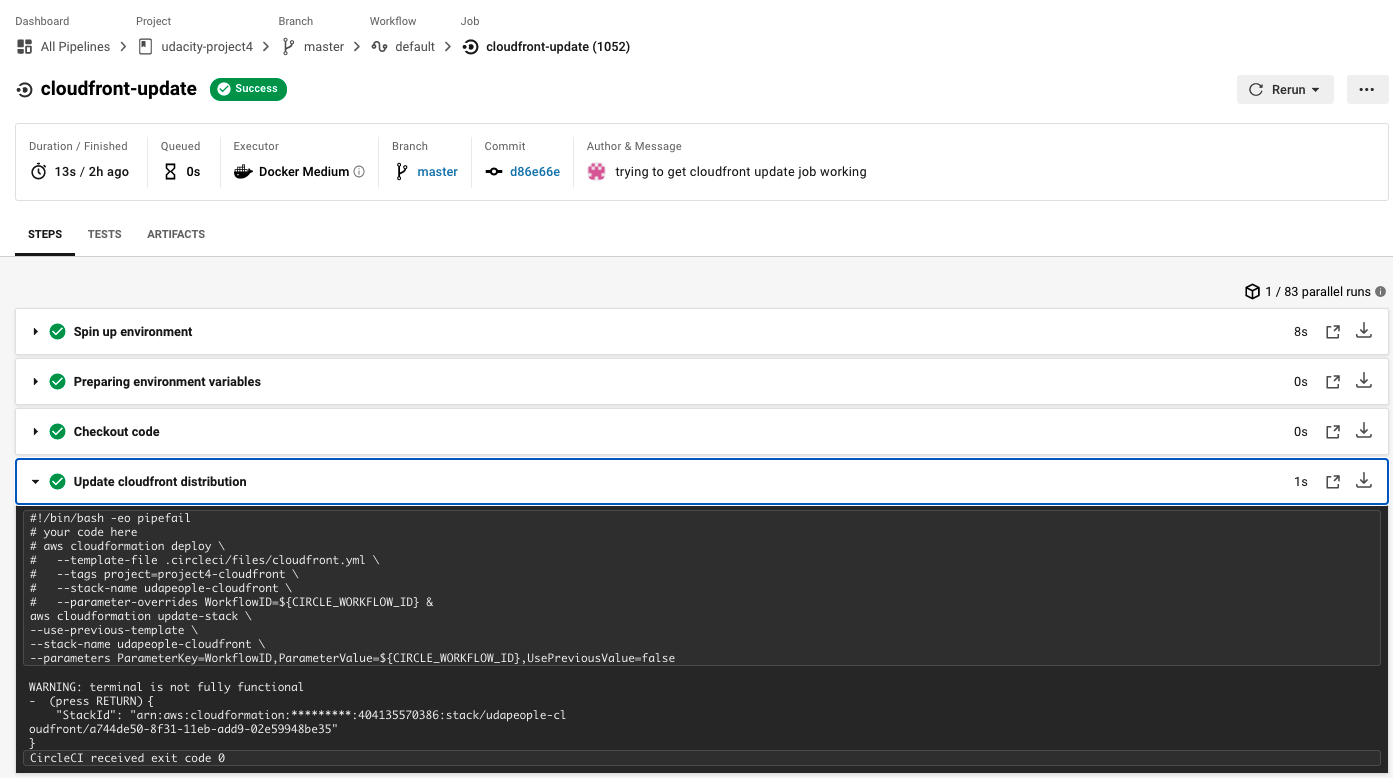 Dashboard Project Branch Workflow Job
All Pipelines udacity-project4 master default cloudfront-update (1052)
cloudfront-update Success Rerun
Duration / Finished Queued Executor Branch Commit Author & Message
13s / 2h ago 0s Docker Medium master d86e66e trying to get cloudfront update job working
STEPS TESTS ARTIFACTS
1 / 83 parallel runs
Spin up environment 8s
Preparing environment variables 0s
Checkout code 0s
Update cloudfront distribution 1s
#!/bin/bash -eo pipefail
# your code here
# aws cloudformation deploy \
#   --template-file .circleci/files/cloudfront.yml \
#   --tags project=project4-cloudfront \
#   --stack-name udapeople-cloudfront \
#   --parameter-overrides WorkflowID=${CIRCLE_WORKFLOW_ID} &
aws cloudformation update-stack \
--use-previous-template \
--stack-name udapeople-cloudfront \
--parameters ParameterKey=WorkflowID,ParameterValue=${CIRCLE_WORKFLOW_ID},UsePreviousValue=false
WARNING: terminal is not fully functional
-  (press RETURN) {
    "StackId": "arn:aws:cloudformation:*********:404135570386:stack/udapeople-cl
oudfront/a744de50-8f31-11eb-add9-02e59948be35"
}
CircleCI received exit code 0